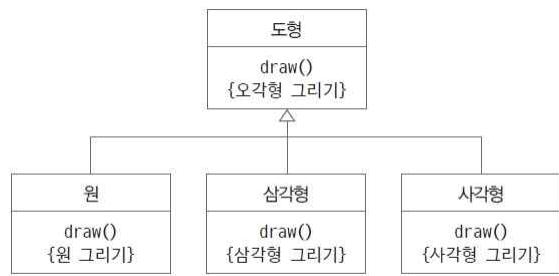 도형
draw()
{오각형 그리기}
원
draw()
{원 그리기}
삼각형
draw()
{삼각형 그리기}
사각형
draw()
{사각형 그리기}